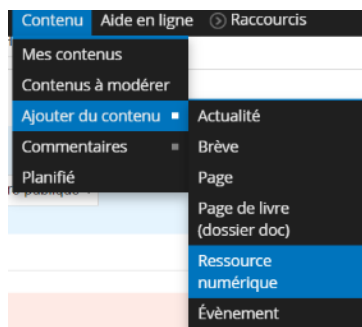 Contenu Aide en ligne Raccourcis
Mes contenus
Contenus à modérer
Ajouter du contenu
Actualité
Commentaires
Brève
Planifié
Page
Page de livre
(dossier doc)
Ressource
numérique
Évènement